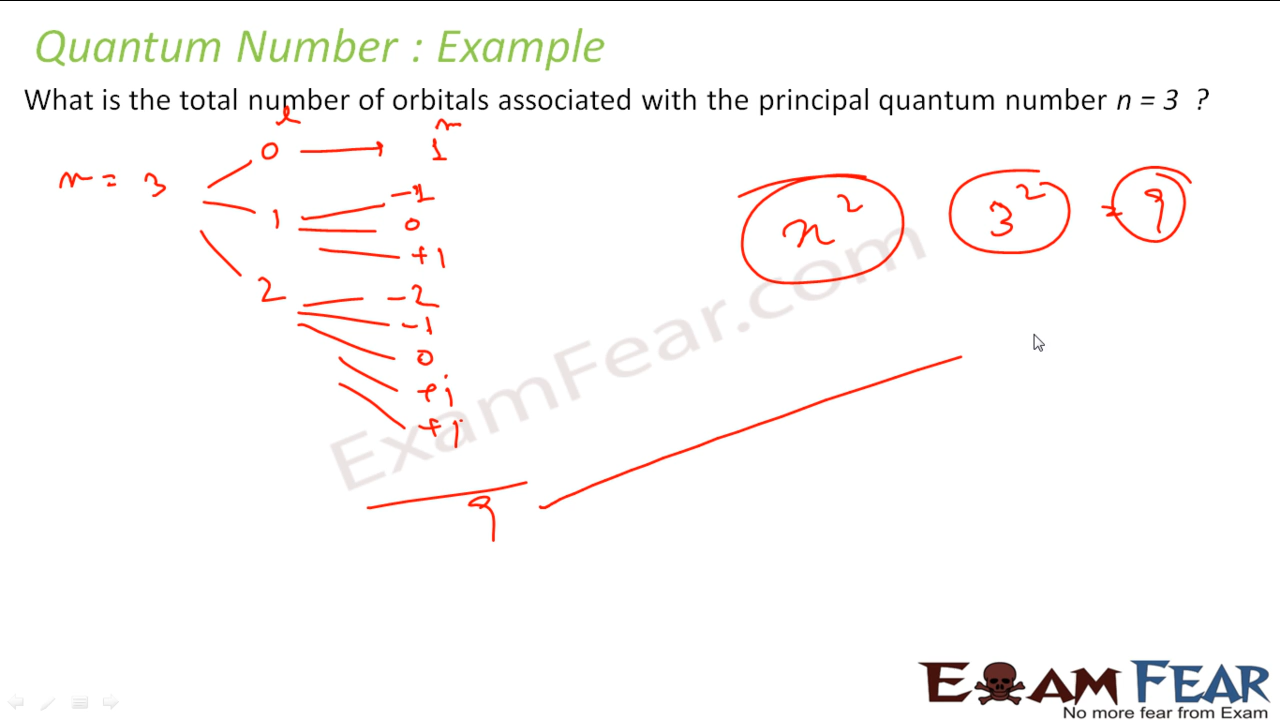 Quantum Number : Example
What is the total number of orbitals associated with the principal quantum number n = 3 ?
l m
n = 3
0 1
1 -1
0
+1
2 -2
-1
0
+1
+1
9
n² 3² = 9
ExamFear.com
EXAM FEAR
No more fear from Exam